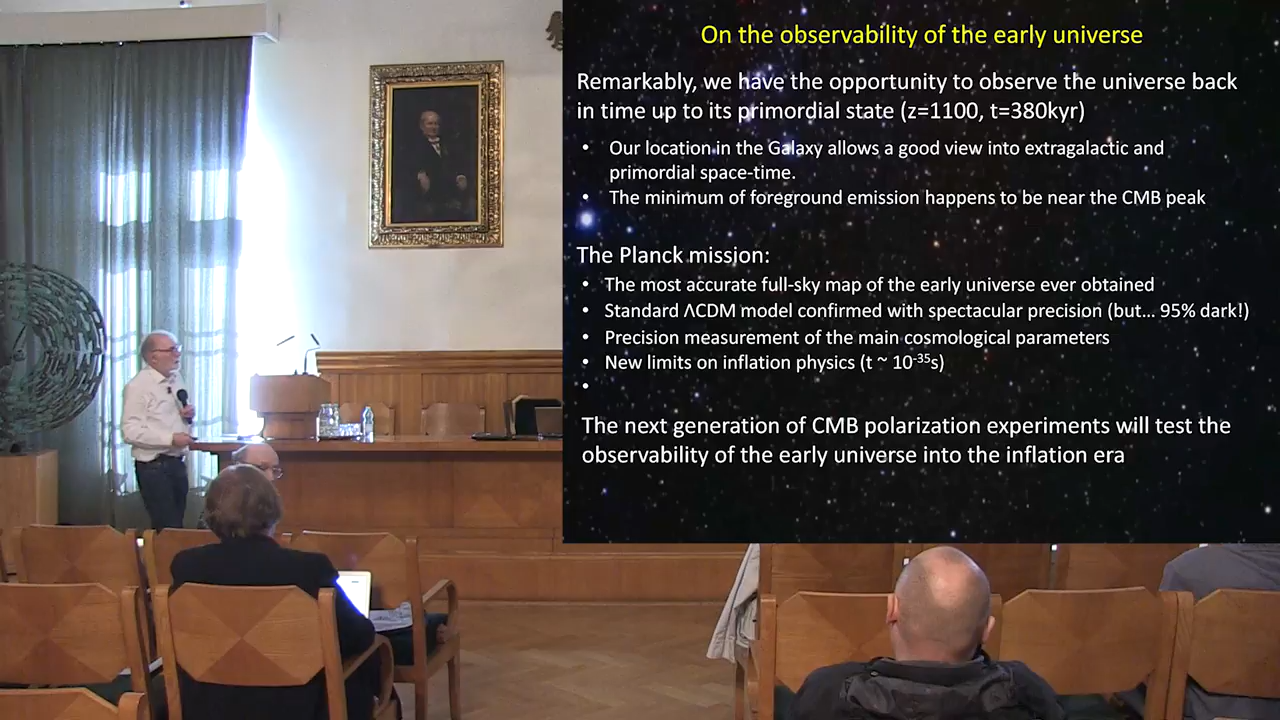 On the observability of the early universe
Remarkably, we have the opportunity to observe the universe back
in time up to its primordial state (z=1100, t=380kyr)
• Our location in the Galaxy allows a good view into extragalactic and
primordial space-time.
• The minimum of foreground emission happens to be near the CMB peak
The Planck mission:
• The most accurate full-sky map of the early universe ever obtained
• Standard ΛCDM model confirmed with spectacular precision (but... 95% dark!)
• Precision measurement of the main cosmological parameters
• New limits on inflation physics (t ~ 10⁻³⁵s)
•
The next generation of CMB polarization experiments will test the
observability of the early universe into the inflation era